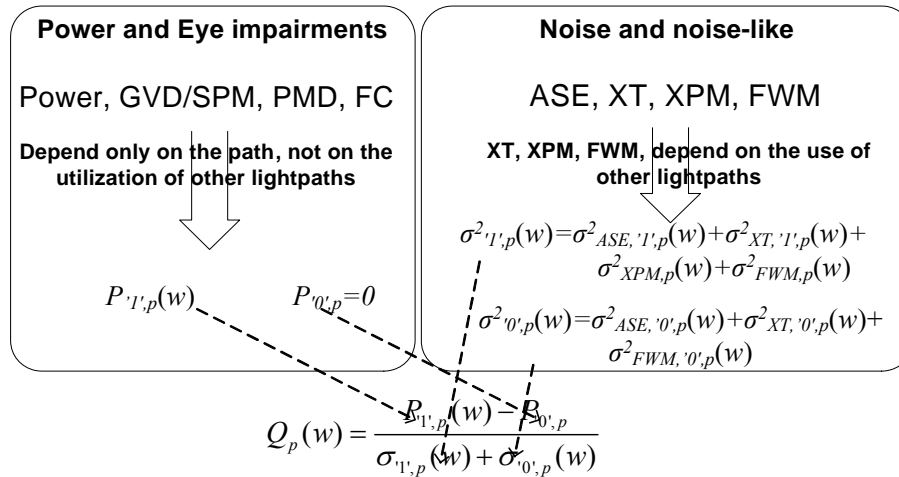 Power and Eye impairments
Power, GVD/SPM, PMD, FC
Depend only on the path, not on the
utilization of other lightpaths
P'1',p(w) P'0',p=0
Noise and noise-like
ASE, XT, XPM, FWM
XT, XPM, FWM, depend on the use of
other lightpaths
σ²'1',p(w)=σ²ASE,'1',p(w)+σ²XT,'1',p(w)+
σ²XPM,p(w)+σ²FWM,p(w)
σ²'0',p(w)=σ²ASE,'0',p(w)+σ²XT,'0',p(w)+
σ²FWM,'0',p(w)
Qp(w) = P'1',p(w) − P'0',p
σ'1',p(w) + σ'0',p(w)